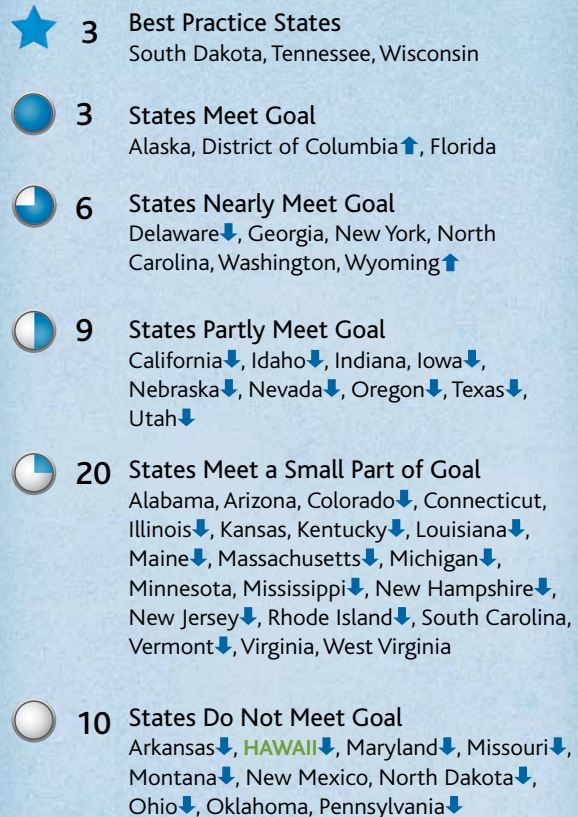 3 Best Practice States
South Dakota, Tennessee, Wisconsin
3 States Meet Goal
Alaska, District of Columbia⬆, Florida
6 States Nearly Meet Goal
Delaware⬇, Georgia, New York, North
Carolina, Washington, Wyoming⬆
9 States Partly Meet Goal
California⬇, Idaho⬇, Indiana, Iowa⬇,
Nebraska⬇, Nevada⬇, Oregon⬇, Texas⬇,
Utah⬇
20 States Meet a Small Part of Goal
Alabama, Arizona, Colorado⬇, Connecticut,
Illinois⬇, Kansas, Kentucky⬇, Louisiana⬇,
Maine⬇, Massachusetts⬇, Michigan⬇,
Minnesota, Mississippi⬇, New Hampshire⬇,
New Jersey⬇, Rhode Island⬇, South Carolina,
Vermont⬇, Virginia, West Virginia
10 States Do Not Meet Goal
Arkansas⬇, HAWAII⬇, Maryland⬇, Missouri⬇,
Montana⬇, New Mexico, North Dakota⬇,
Ohio⬇, Oklahoma, Pennsylvania⬇